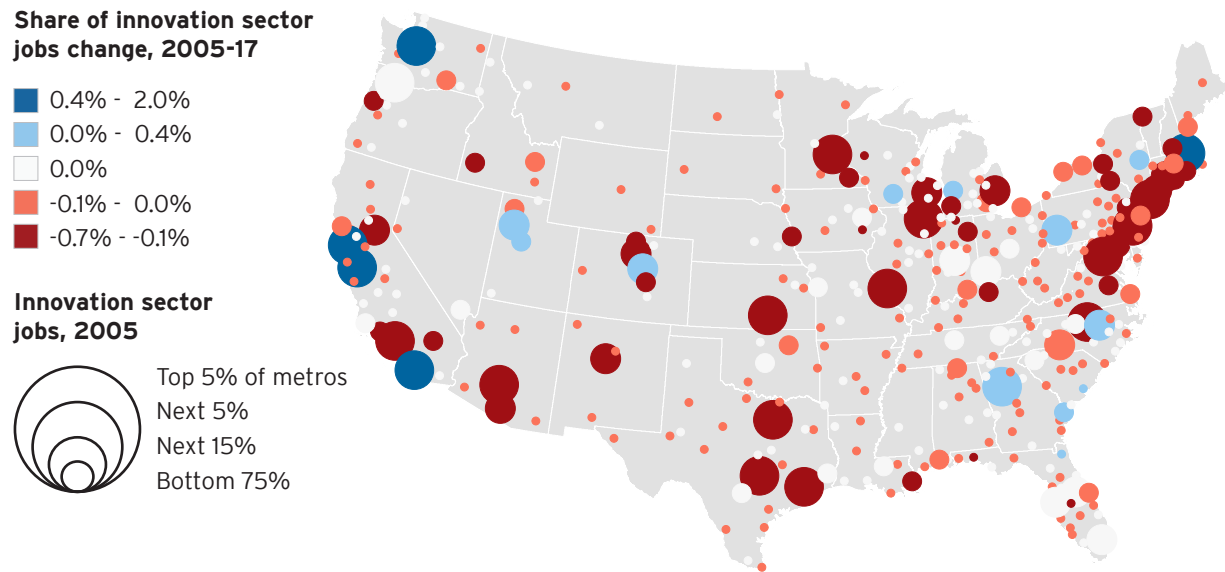 Share of innovation sector
jobs change, 2005-17
0.4% - 2.0%
0.0% - 0.4%
0.0%
-0.1% - 0.0%
-0.7% - -0.1%
Innovation sector
jobs, 2005
Top 5% of metros
Next 5%
Next 15%
Bottom 75%